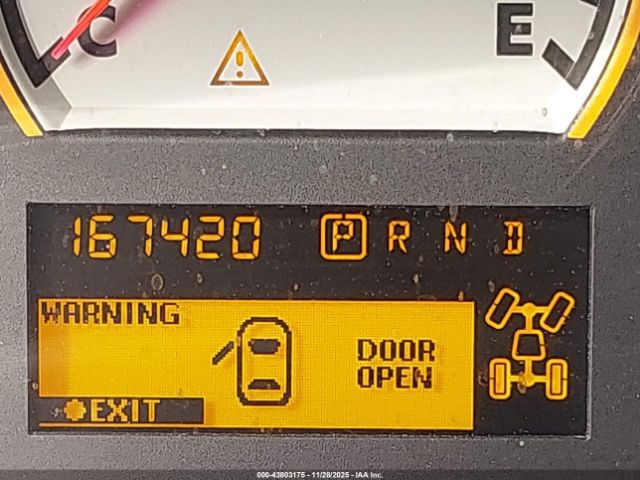 C E
167420 P R N D
WARNING
DOOR
OPEN
EXIT
000-43803175 - 11/28/2025 - IAA Inc.